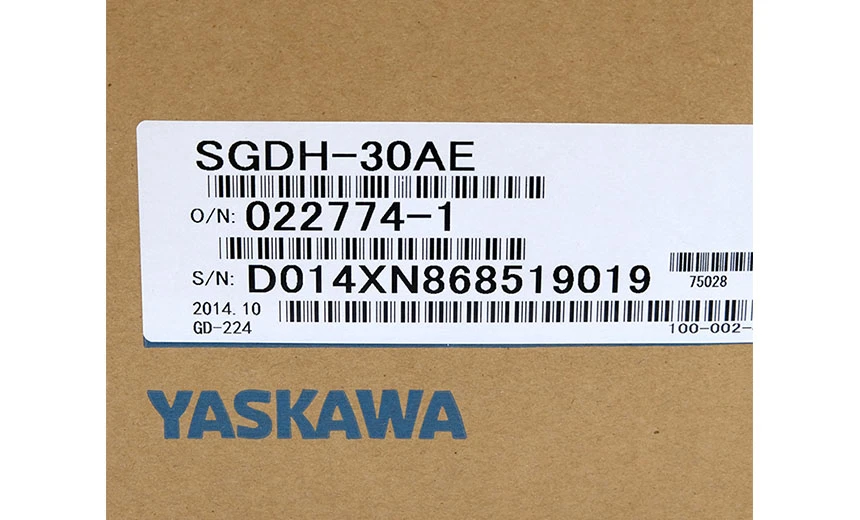 SGDH-30AE
O/N: 022774-1
S/N: D014XN868519019
75028
2014.10
GD-224
100-002-
YASKAWA